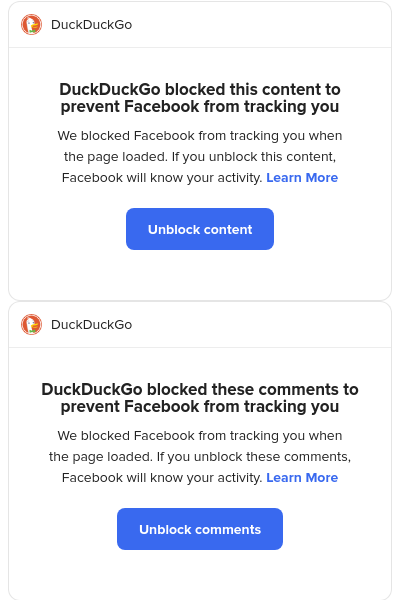 DuckDuckGo
DuckDuckGo blocked this content to
prevent Facebook from tracking you
We blocked Facebook from tracking you when
the page loaded. If you unblock this content,
Facebook will know your activity. Learn More
Unblock content
DuckDuckGo
DuckDuckGo blocked these comments to
prevent Facebook from tracking you
We blocked Facebook from tracking you when
the page loaded. If you unblock these comments,
Facebook will know your activity. Learn More
Unblock comments